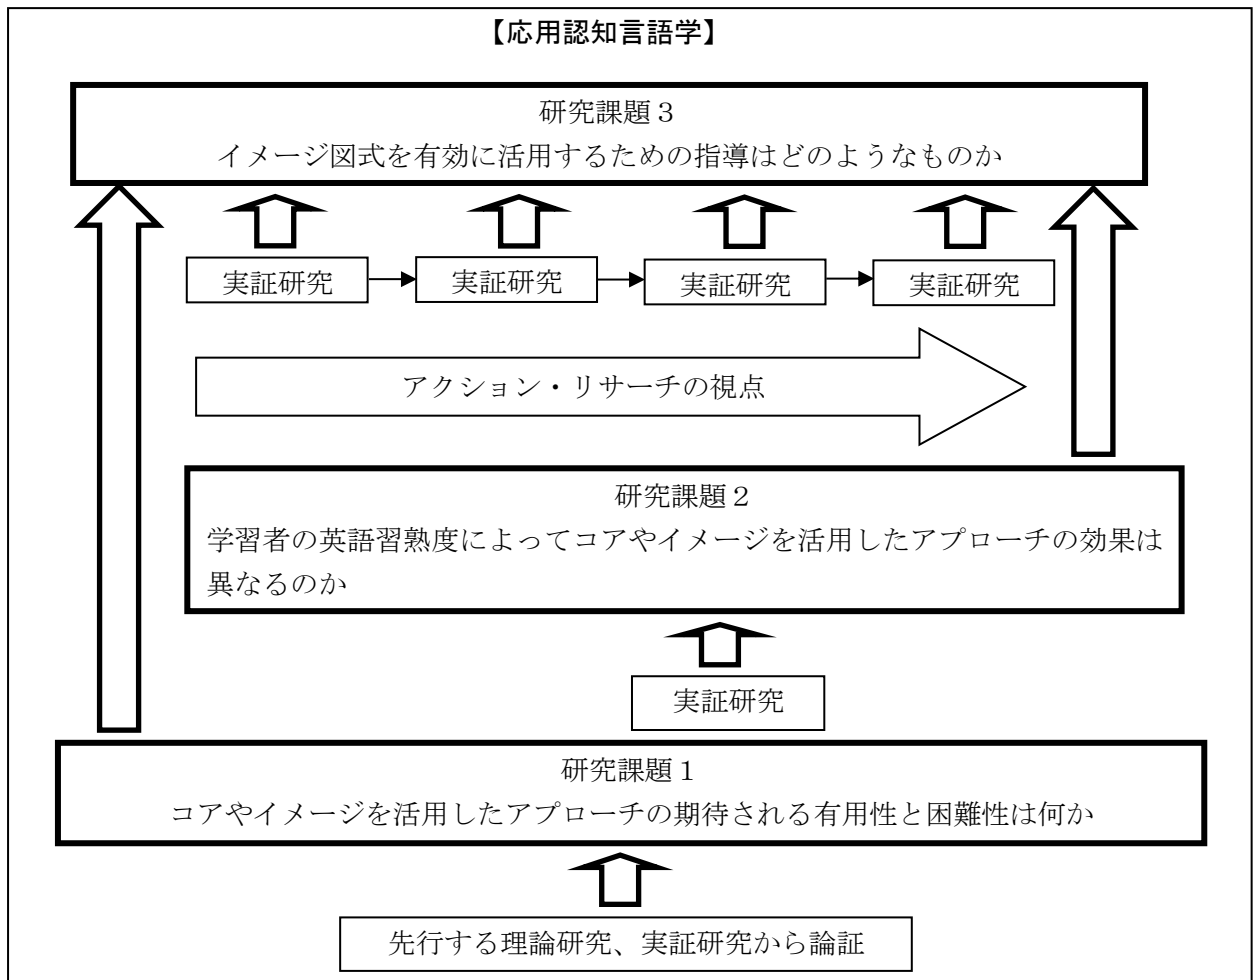 【応用認知言語学】
研究課題３
イメージ図式を有効に活用するための指導はどのようなものか
実証研究
実証研究
実証研究
実証研究
アクション・リサーチの視点
研究課題２
学習者の英語習熟度によってコアやイメージを活用したアプローチの効果は
異なるのか
実証研究
研究課題１
コアやイメージを活用したアプローチの期待される有用性と困難性は何か
先行する理論研究、実証研究から論証